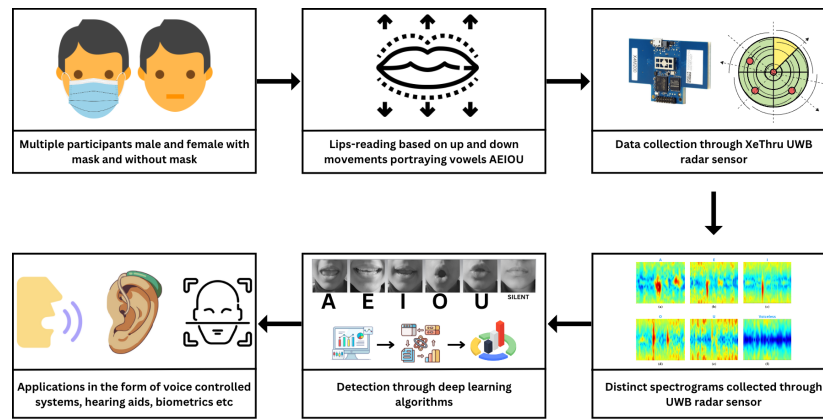 Multiple participants male and female with
mask and without mask
Lips-reading based on up and down
movements portraying vowels AEIOU
Data collection through XeThru UWB
radar sensor
A E I O U SILENT
Applications in the form of voice controlled
systems, hearing aids, biometrics etc
Detection through deep learning
algorithms
(a) (b) (c)
(d) (e) (f)
Distinct spectrograms collected through
UWB radar sensor